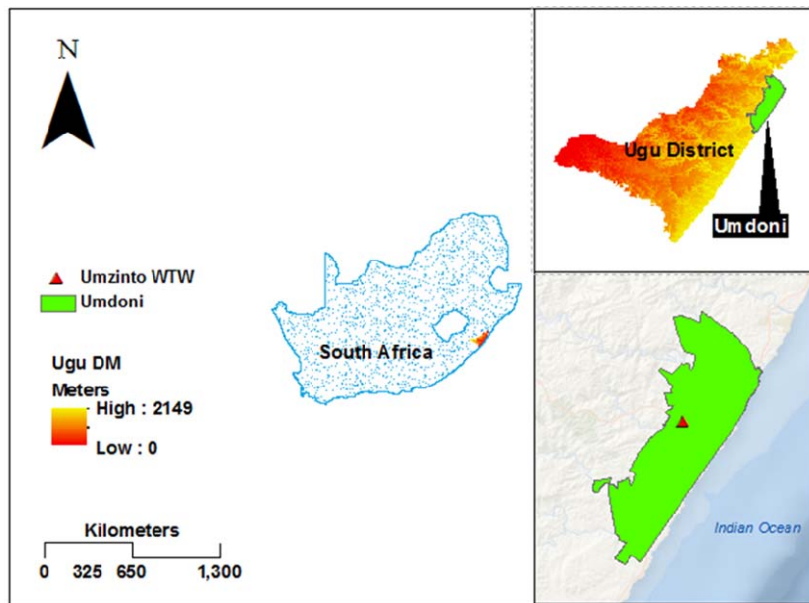 N
Umzinto WTW
Umdoni
Ugu DM
Meters
High : 2149
Low : 0
Kilometers
0 325 650 1,300
South Africa
Ugu District
Umdoni
Indian Ocean